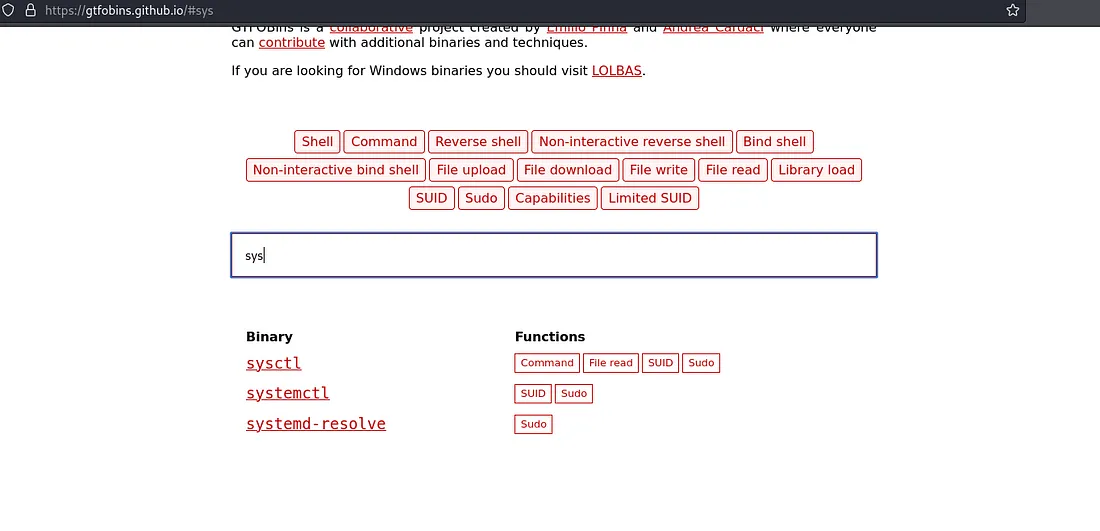 https://gtfobins.github.io/#sys
GTFOBins is a collaborative project created by Emilio Pinna and Andrea Cardaci where everyone
can contribute with additional binaries and techniques.
If you are looking for Windows binaries you should visit LOLBAS.
Shell Command Reverse shell Non-interactive reverse shell Bind shell
Non-interactive bind shell File upload File download File write File read Library load
SUID Sudo Capabilities Limited SUID
sys
Binary Functions
sysctl Command File read SUID Sudo
systemctl SUID Sudo
systemd-resolve Sudo